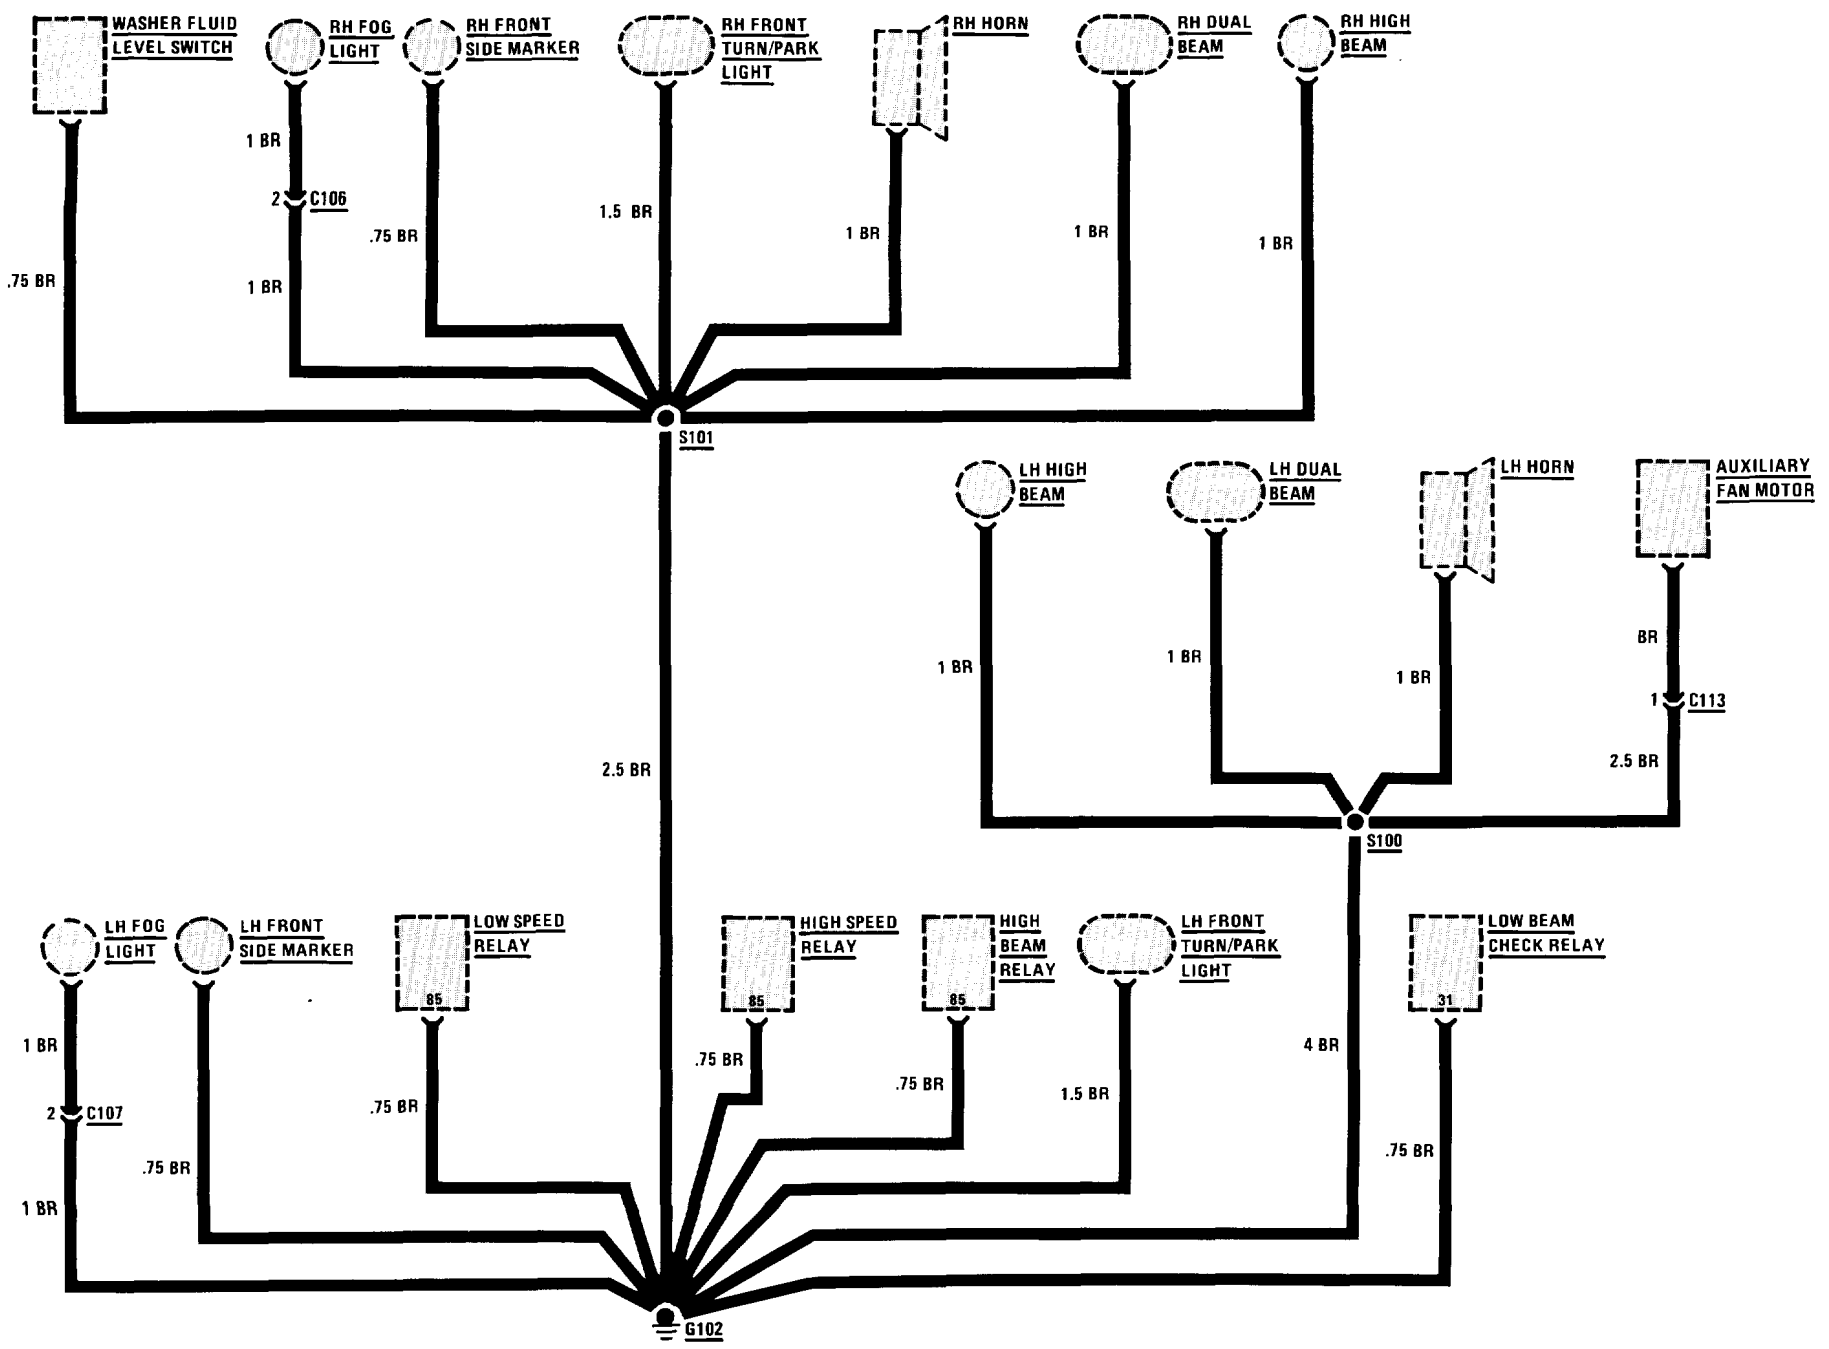 WASHER FLUID
LEVEL SWITCH
RH FOG
LIGHT
RH FRONT
SIDE MARKER
RH FRONT
TURN/PARK
LIGHT
RH HORN
RH DUAL
BEAM
RH HIGH
BEAM
1 BR
2
C106
.75 BR
1.5 BR
1 BR
1 BR
1 BR
.75 BR
1 BR
S101
LH HIGH
BEAM
LH DUAL
BEAM
LH HORN
AUXILIARY
FAN MOTOR
1 BR
1 BR
1 BR
BR
1
C113
2.5 BR
2.5 BR
S100
LH FOG
LIGHT
LH FRONT
SIDE MARKER
LOW SPEED
RELAY
85
HIGH SPEED
RELAY
85
HIGH
BEAM
RELAY
85
LH FRONT
TURN/PARK
LIGHT
LOW BEAM
CHECK RELAY
31
1 BR
2
C107
1 BR
.75 BR
.75 BR
.75 BR
.75 BR
1.5 BR
4 BR
.75 BR
G102